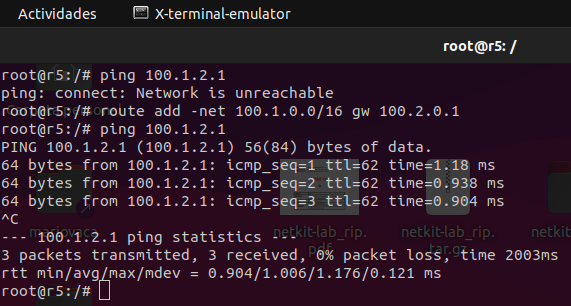 Actividades X-terminal-emulator
root@r5: /
root@r5:/# ping 100.1.2.1
ping: connect: Network is unreachable
root@r5:/# route add -net 100.1.0.0/16 gw 100.2.0.1
root@r5:/# ping 100.1.2.1
PING 100.1.2.1 (100.1.2.1) 56(84) bytes of data.
64 bytes from 100.1.2.1: icmp_seq=1 ttl=62 time=1.18 ms
64 bytes from 100.1.2.1: icmp_seq=2 ttl=62 time=0.938 ms
64 bytes from 100.1.2.1: icmp_seq=3 ttl=62 time=0.904 ms
^C
--- 100.1.2.1 ping statistics ---
3 packets transmitted, 3 received, 0% packet loss, time 2003ms
rtt min/avg/max/mdev = 0.904/1.006/1.176/0.121 ms
root@r5:/#
netkit-lab_rip.
pdf
netkit-lab_rip.
tar.gz
netkit